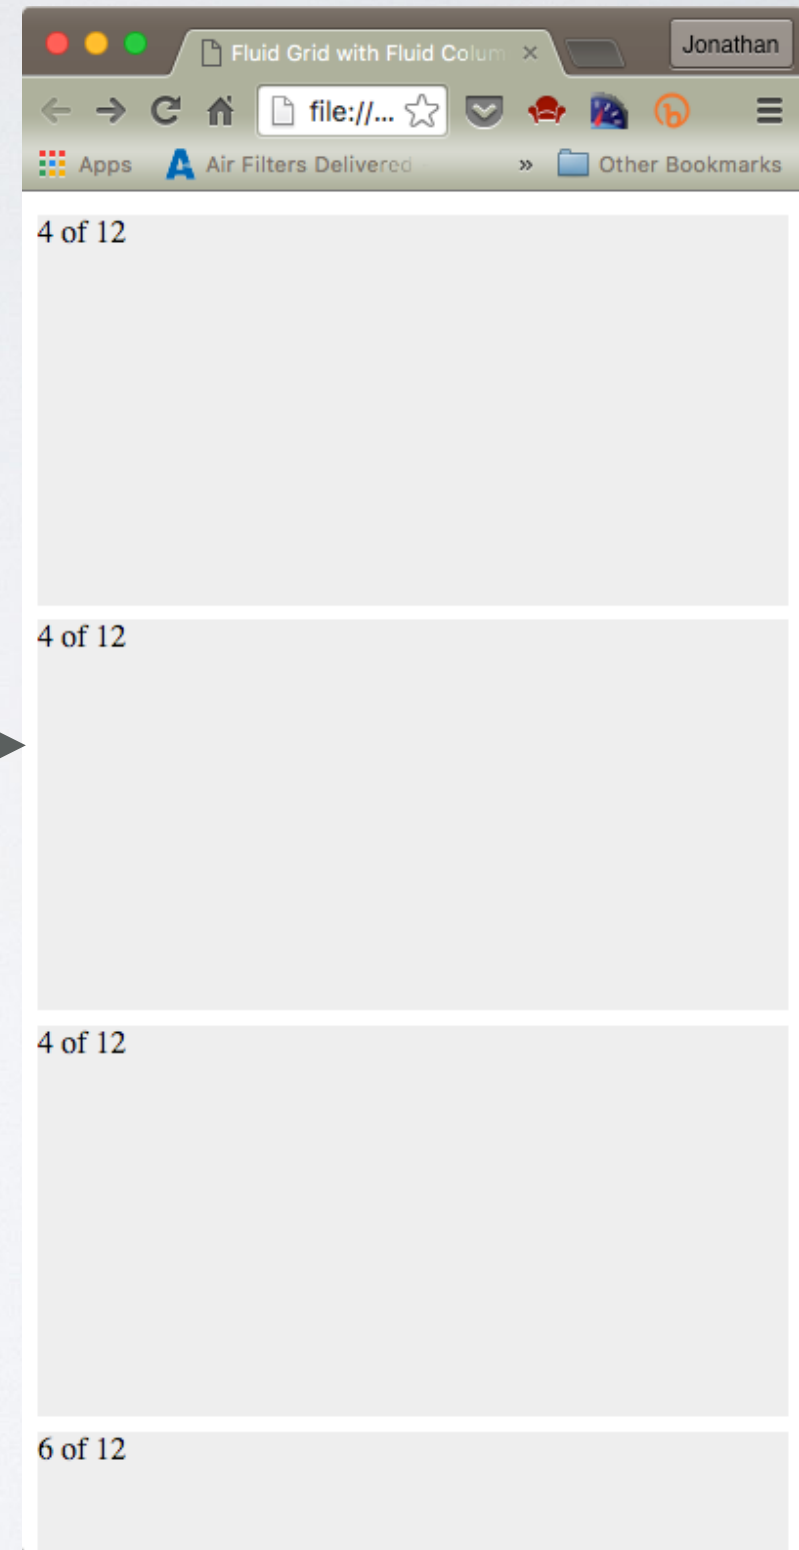 Fluid Grid with Fluid Colum
Jonathan
file://...
Apps
Air Filters Delivered
»
Other Bookmarks
4 of 12
4 of 12
4 of 12
6 of 12